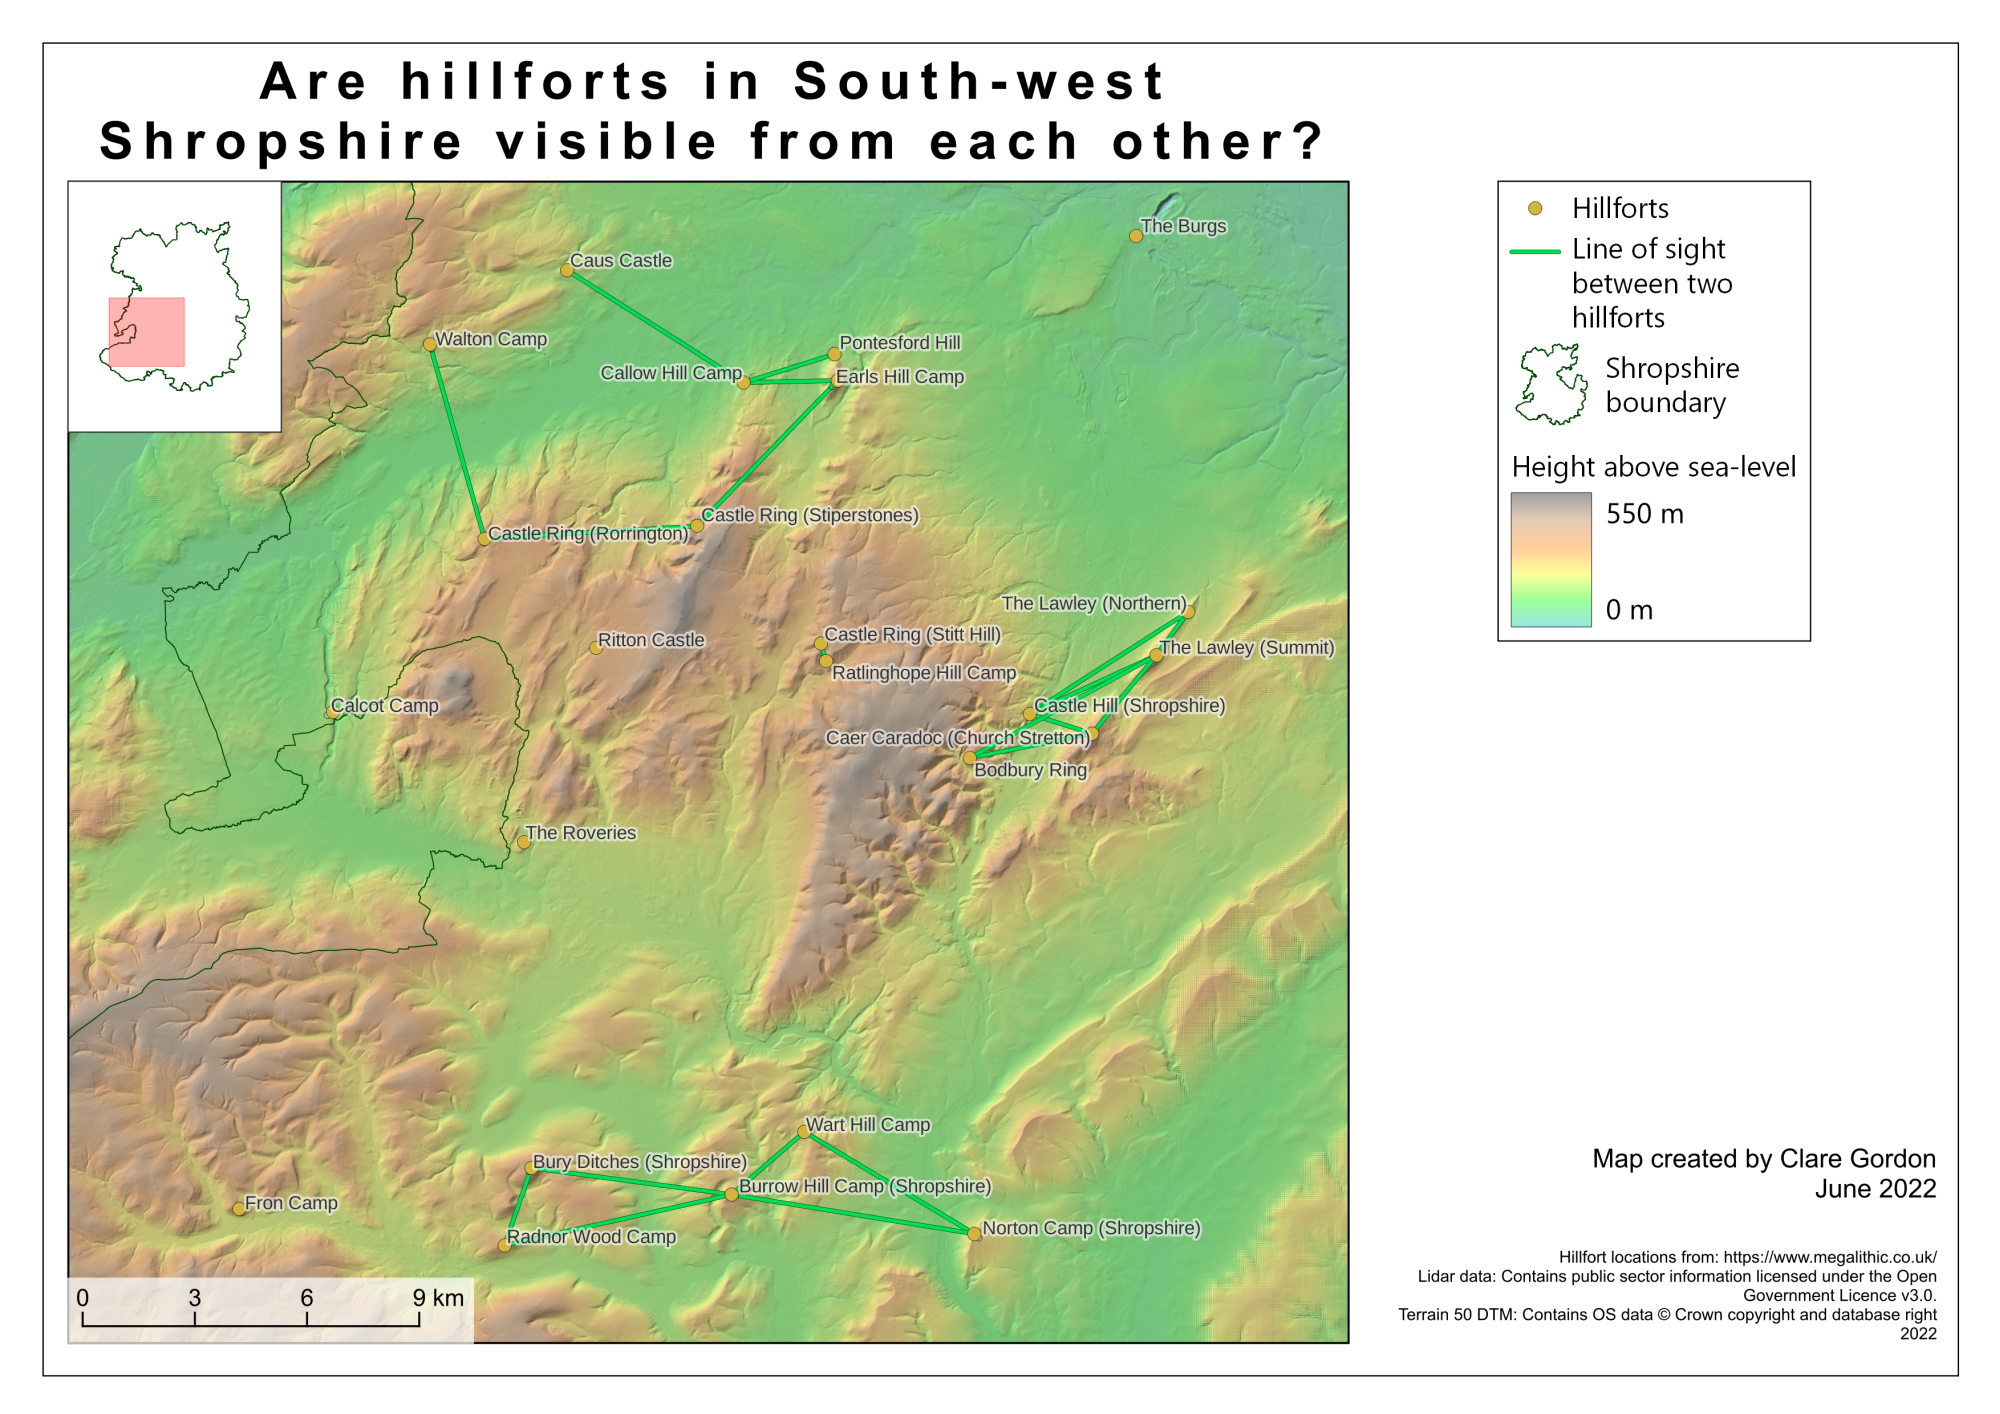 Are hillforts in South-west
Shropshire visible from each other?
The Burgs
Caus Castle
Walton Camp
Pontesford Hill
Callow Hill Camp
Earls Hill Camp
Castle Ring (Stiperstones)
Castle Ring (Rorrington)
The Lawley (Northern)
Castle Ring (Stitt Hill)
Ritton Castle
The Lawley (Summit)
Ratlinghope Hill Camp
Calcot Camp
Castle Hill (Shropshire)
Caer Caradoc (Church Stretton)
Bodbury Ring
The Roveries
Wart Hill Camp
Bury Ditches (Shropshire)
Burrow Hill Camp (Shropshire)
Fron Camp
Norton Camp (Shropshire)
Radnor Wood Camp
0 3 6 9 km
Hillforts
Line of sight
between two
hillforts
Shropshire
boundary
Height above sea-level
550 m
0 m
Map created by Clare Gordon
June 2022
Hillfort locations from: https://www.megalithic.co.uk/
Lidar data: Contains public sector information licensed under the Open
Government Licence v3.0.
Terrain 50 DTM: Contains OS data © Crown copyright and database right
2022